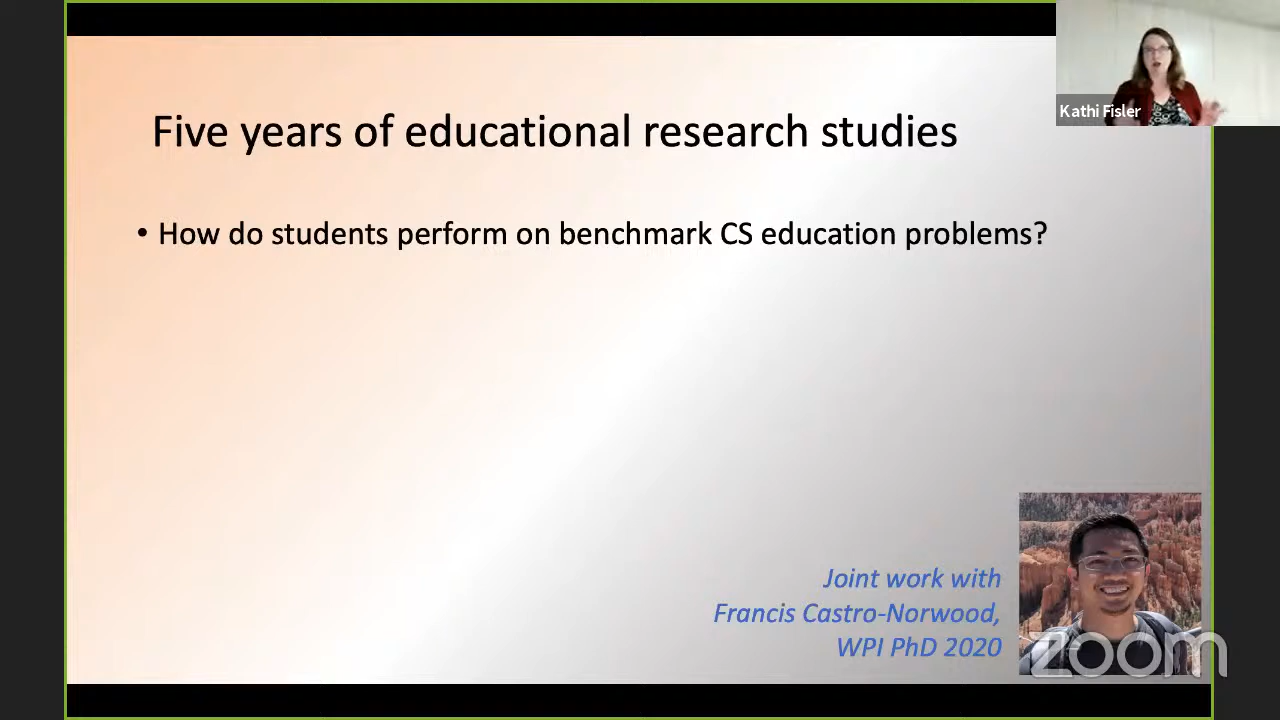 Five years of educational research studies
Kathi Fisler
• How do students perform on benchmark CS education problems?
Joint work with
Francis Castro-Norwood,
WPI PhD 2020
zoom